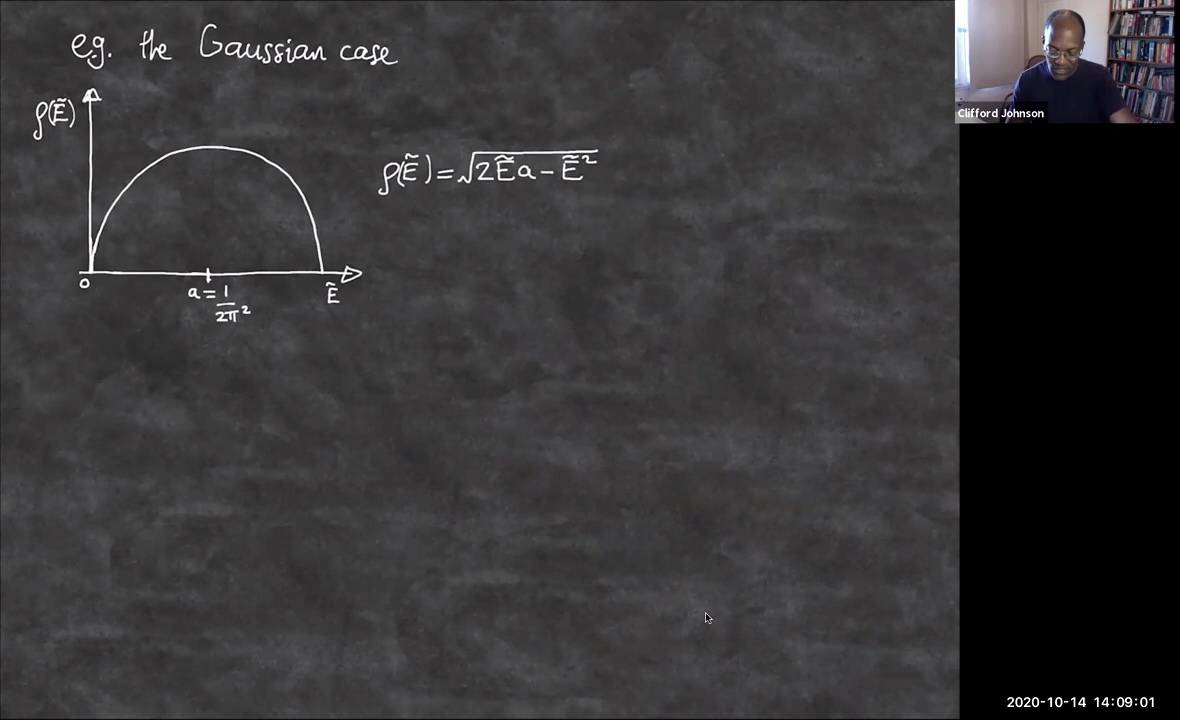 e.g. the Gaussian case
ρ(Ẽ)
ρ(Ẽ) = √(2Ẽa − Ẽ²)
0
a = 1/2π²
Ẽ
Clifford Johnson
2020-10-14 14:09:01